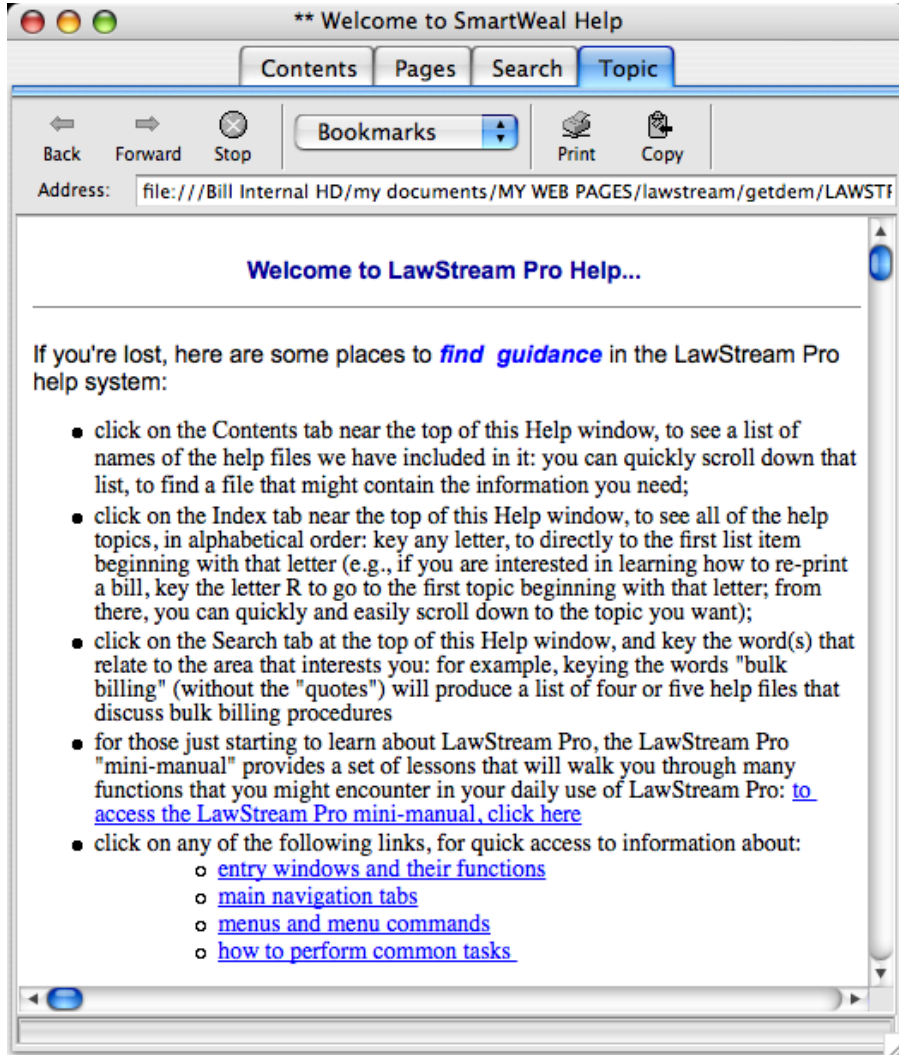 ** Welcome to SmartWeal Help
Contents Pages Search Topic
Back Forward Stop Bookmarks Print Copy
Address: file:///Bill Internal HD/my documents/MY WEB PAGES/lawstream/getdem/LAWSTF
Welcome to LawStream Pro Help...
If you're lost, here are some places to find guidance in the LawStream Pro
help system:
click on the Contents tab near the top of this Help window, to see a list of
names of the help files we have included in it: you can quickly scroll down that
list, to find a file that might contain the information you need;
click on the Index tab near the top of this Help window, to see all of the help
topics, in alphabetical order: key any letter, to directly to the first list item
beginning with that letter (e.g., if you are interested in learning how to re-print
a bill, key the letter R to go to the first topic beginning with that letter; from
there, you can quickly and easily scroll down to the topic you want);
click on the Search tab at the top of this Help window, and key the word(s) that
relate to the area that interests you: for example, keying the words "bulk
billing" (without the "quotes") will produce a list of four or five help files that
discuss bulk billing procedures
for those just starting to learn about LawStream Pro, the LawStream Pro
"mini-manual" provides a set of lessons that will walk you through many
functions that you might encounter in your daily use of LawStream Pro: to
access the LawStream Pro mini-manual, click here
click on any of the following links, for quick access to information about:
entry windows and their functions
main navigation tabs
menus and menu commands
how to perform common tasks